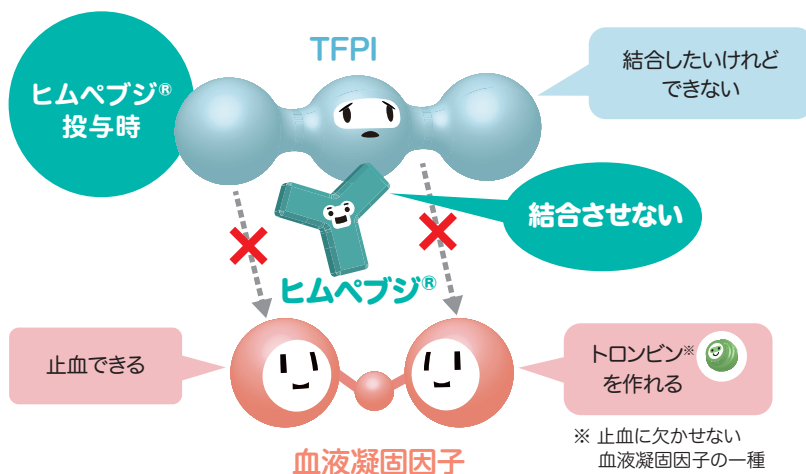 TFPI
ヒムペブジ®
投与時
結合したいけれど
できない
結合させない
ヒムペブジ®
止血できる
トロンビン※
を作れる
血液凝固因子
※ 止血に欠かせない
血液凝固因子の一種